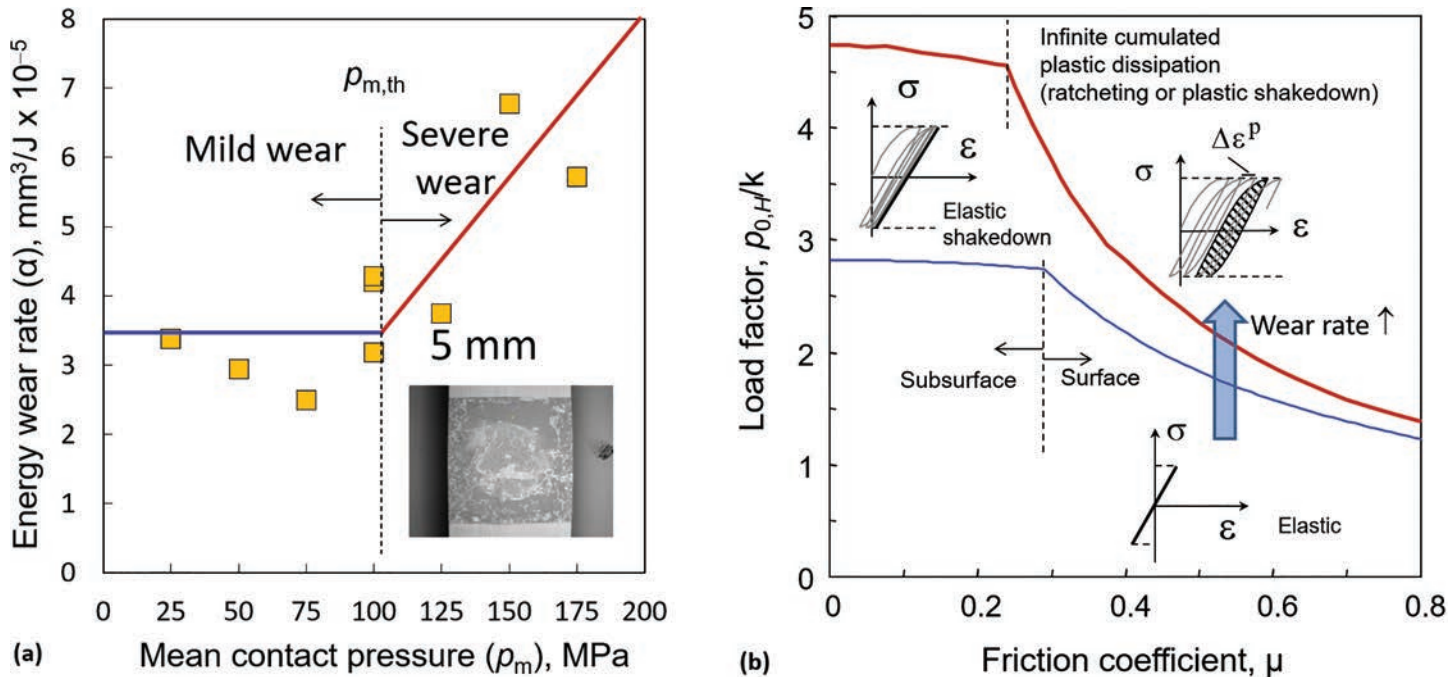 8
7
6
5
4
3
2
1
0
Energy wear rate (α), mm³/J x 10⁻⁵
p_m,th
Mild wear
Severe
wear
5 mm
0 25 50 75 100 125 150 175 200
(a) Mean contact pressure (p_m), MPa
5
4
3
2
1
0
Load factor, p_0,H/k
Infinite cumulated
plastic dissipation
(ratcheting or plastic shakedown)
σ
ε
Elastic
shakedown
Δεᵖ
σ
ε
Wear rate ↑
Subsurface
Surface
σ
ε
Elastic
0 0.2 0.4 0.6 0.8
(b) Friction coefficient, μ